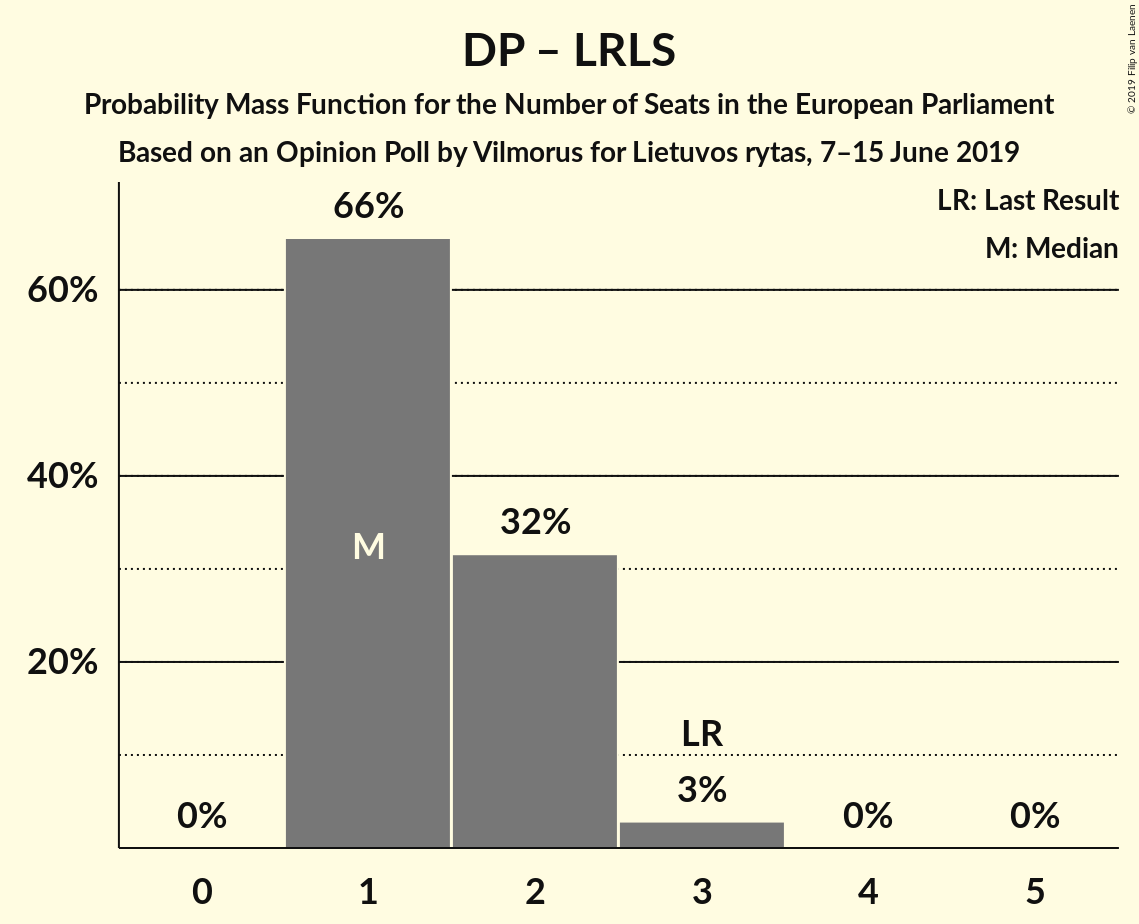 DP – LRLS
Probability Mass Function for the Number of Seats in the European Parliament
Based on an Opinion Poll by Vilmorus for Lietuvos rytas, 7–15 June 2019
© 2019 Filip van Laenen
LR: Last Result
M: Median
66%
60%
40%
32%
M
20%
LR
3%
0%
0%
0%
0 1 2 3 4 5